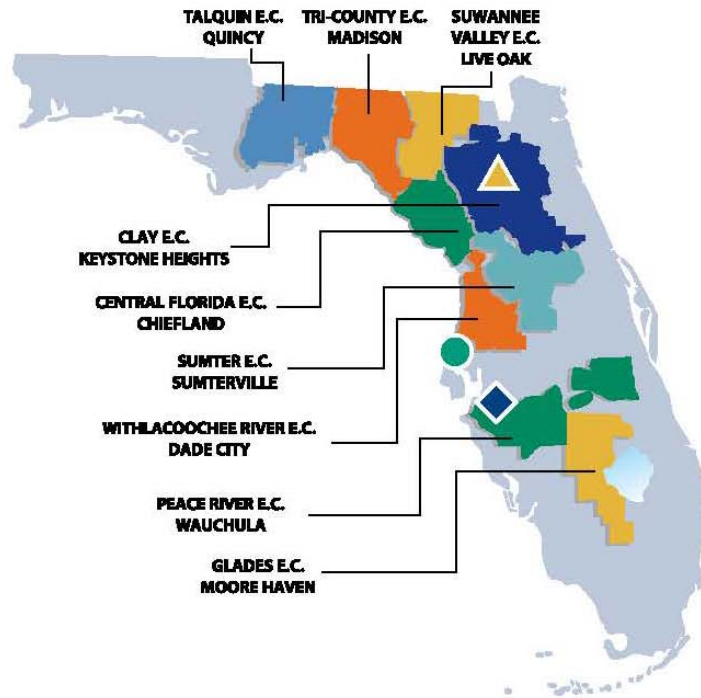 TALQUIN E.C.
QUINCY
TRI-COUNTY E.C.
MADISON
SUWANNEE
VALLEY E.C.
LIVE OAK
CLAY E.C.
KEYSTONE HEIGHTS
CENTRAL FLORIDA E.C.
CHIEFLAND
SUMTER E.C.
SUMTERVILLE
WITHLACOOCHEE RIVER E.C.
DADE CITY
PEACE RIVER E.C.
WAUCHULA
GLADES E.C.
MOORE HAVEN